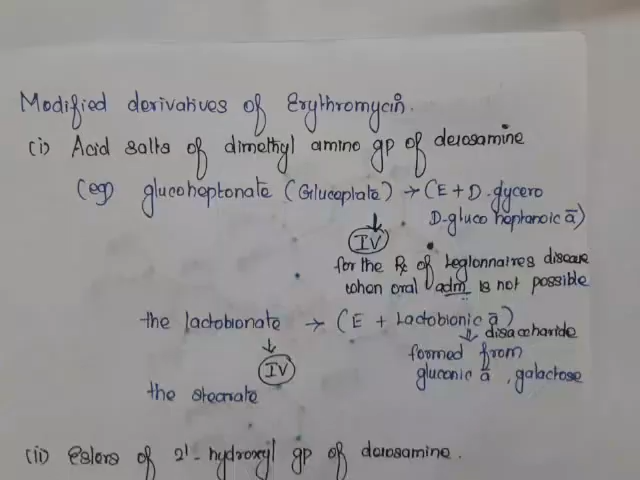 Modified derivatives of Erythromycin.
(i) Acid salts of dimethyl amino gp of desosamine
(eg) glucoheptonate (Gluceptate) → (E + D.glycero
D-gluco heptanoic a̅)
↓
IV
for the Rx of Legionnaires disease
when oral adm is not possible
the lactobionate → (E + Lactobionic a̅)
↓ disaccharide
↓ formed from
IV gluconic a̅, galactose
the stearate
(ii) Esters of 2'-hydroxyl gp of desosamine.